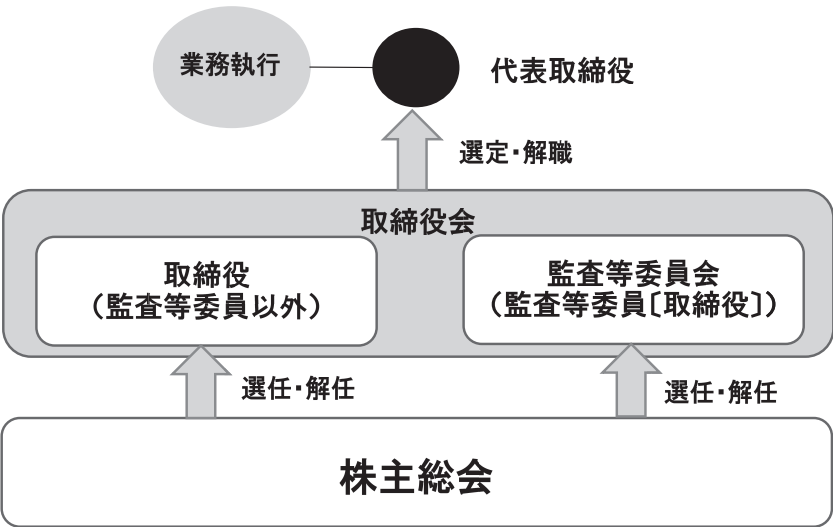 業務執行
代表取締役
選定・解職
取締役会
取締役
（監査等委員以外）
監査等委員会
（監査等委員〔取締役〕）
選任・解任
選任・解任
株主総会